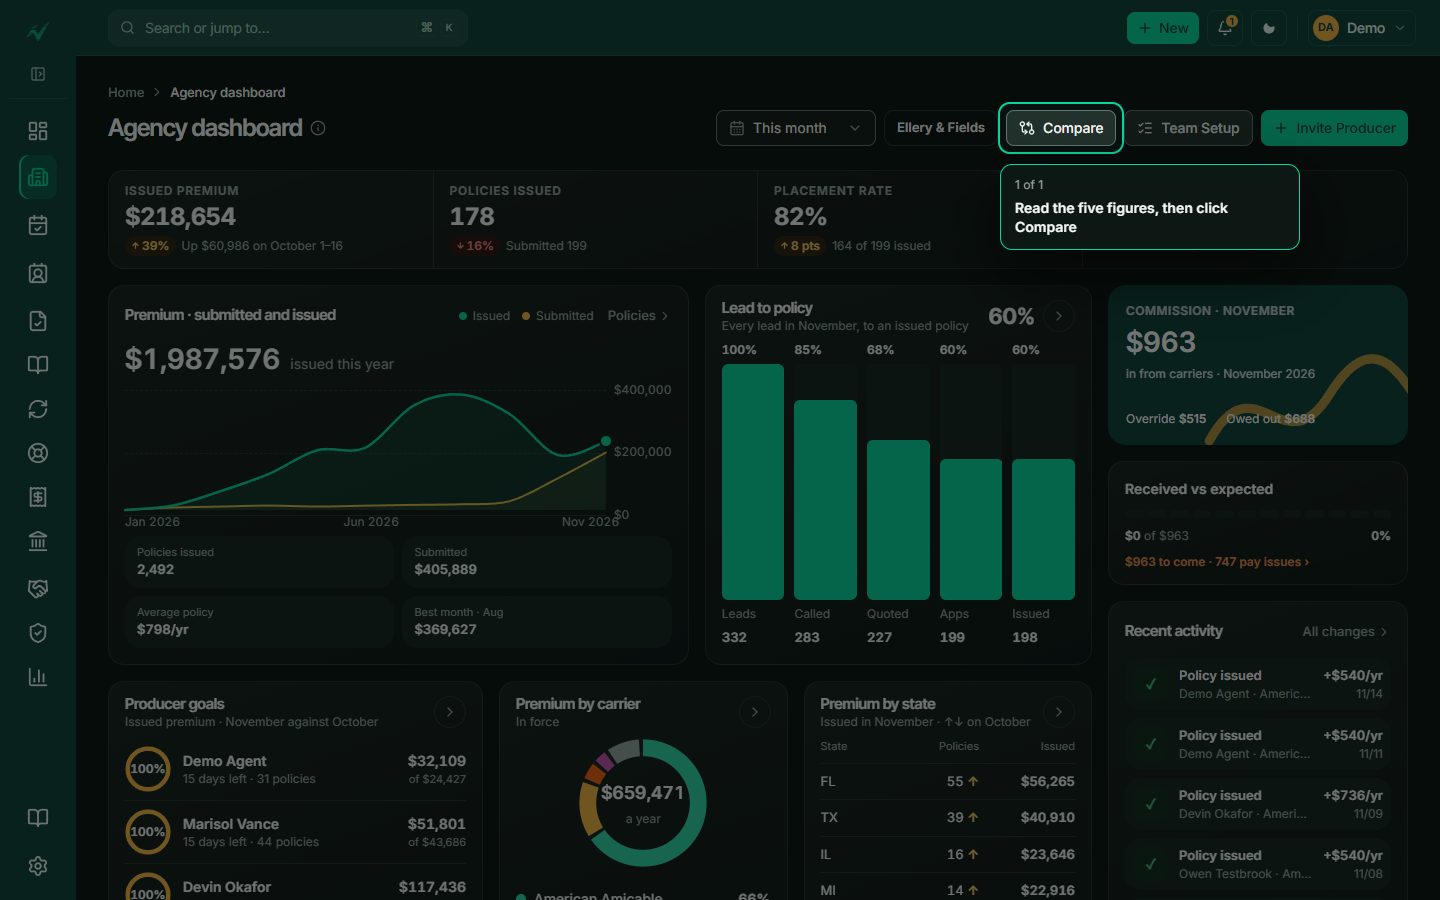 Search or jump to...
⌘ K
New
1
DA
Demo
Home
Agency dashboard
Agency dashboard
This month
Ellery & Fields
Compare
Team Setup
Invite Producer
1 of 1
Read the five figures, then click
Compare
ISSUED PREMIUM
$218,654
↑ 39% Up $60,986 on October 1–16
POLICIES ISSUED
178
↓ 16% Submitted 199
PLACEMENT RATE
82%
↑ 8 pts 164 of 199 issued
Premium · submitted and issued
Issued
Submitted
Policies
$1,987,576 issued this year
$400,000
$200,000
$0
Jan 2026
Jun 2026
Nov 2026
Policies issued
2,492
Submitted
$405,889
Average policy
$798/yr
Best month · Aug
$369,627
Lead to policy
Every lead in November, to an issued policy
60%
100% 85% 68% 60% 60%
Leads Called Quoted Apps Issued
332 283 227 199 198
COMMISSION · NOVEMBER
$963
in from carriers · November 2026
Override $515 Owed out $688
Received vs expected
$0 of $963 0%
$963 to come · 747 pay issues ›
Recent activity
All changes
Policy issued +$540/yr
Demo Agent · Americ... 11/14
Policy issued +$540/yr
Demo Agent · Americ... 11/11
Policy issued +$736/yr
Devin Okafor · Ameri... 11/09
Policy issued +$540/yr
Owen Testbrook · Am... 11/08
Producer goals
Issued premium · November against October
100% Demo Agent $32,109
15 days left · 31 policies of $24,427
100% Marisol Vance $51,801
15 days left · 44 policies of $43,686
100% Devin Okafor $117,436
Premium by carrier
In force
$659,471
a year
American Amicable 66%
Premium by state
Issued in November · ↑↓ on October
State Policies Issued
FL 55 ↑ $56,265
TX 39 ↑ $40,910
IL 16 ↑ $23,646
MI 14 ↑ $22,916